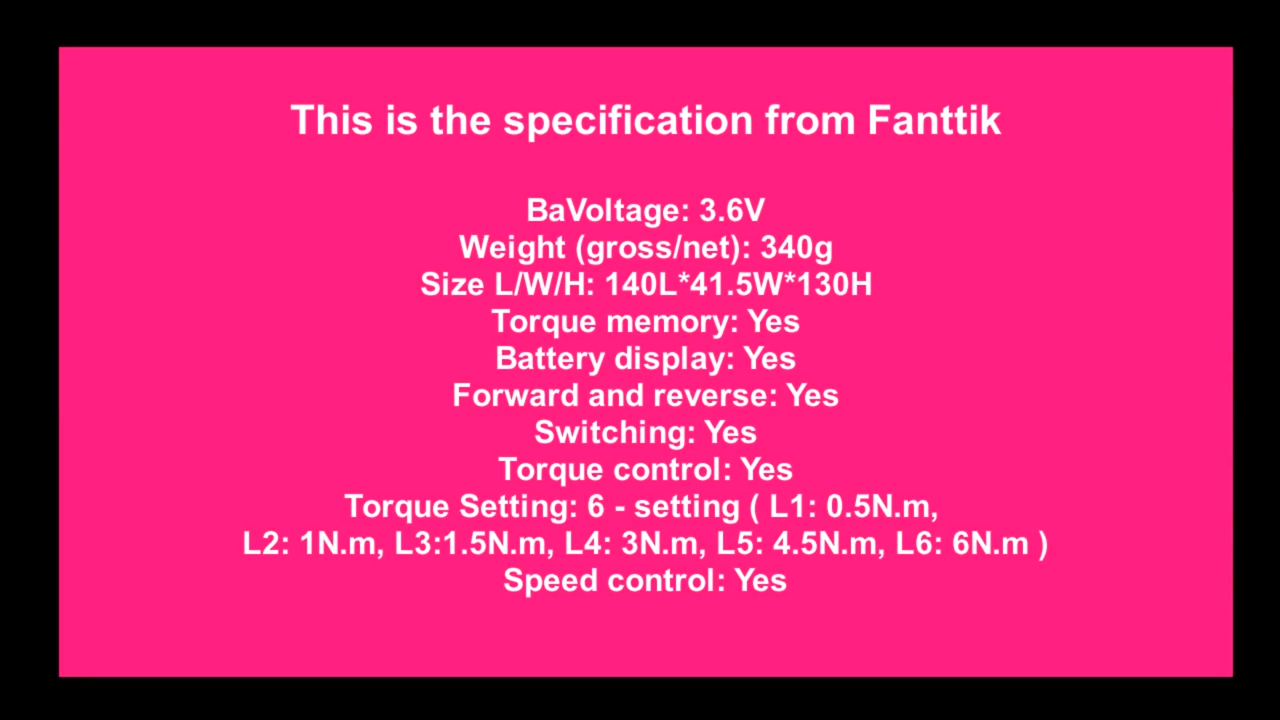 This is the specification from Fanttik
BaVoltage: 3.6V
Weight (gross/net): 340g
Size L/W/H: 140L*41.5W*130H
Torque memory: Yes
Battery display: Yes
Forward and reverse: Yes
Switching: Yes
Torque control: Yes
Torque Setting: 6 - setting ( L1: 0.5N.m,
L2: 1N.m, L3:1.5N.m, L4: 3N.m, L5: 4.5N.m, L6: 6N.m )
Speed control: Yes